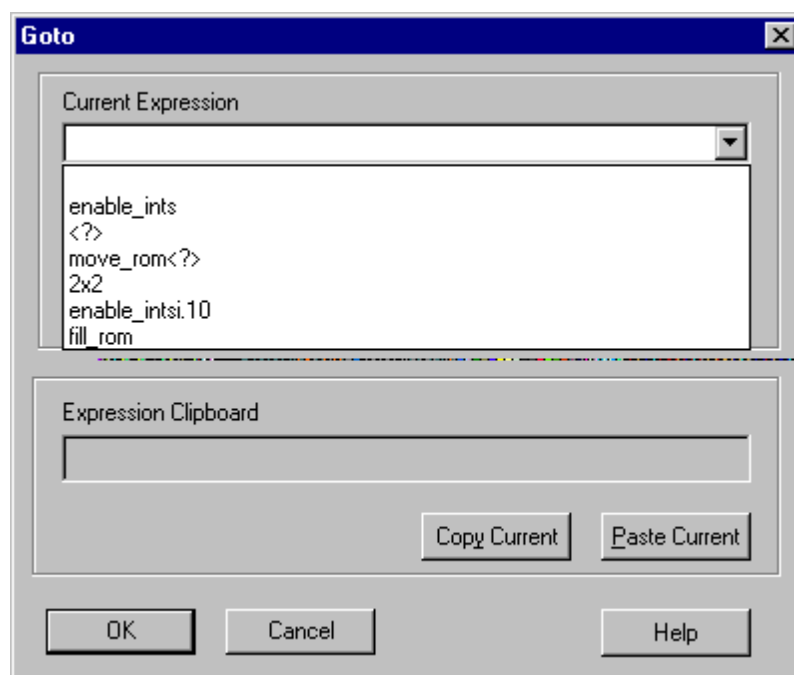 Goto
Current Expression
enable_ints
<?>
move_rom<?>
2x2
enable_intsi.10
fill_rom
Expression Clipboard
Copy Current Paste Current
OK Cancel Help